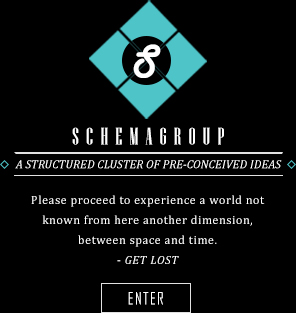 S
SCHEMAGROUP
A STRUCTURED CLUSTER OF PRE-CONCEIVED IDEAS
Please proceed to experience a world not
known from here another dimension,
between space and time.
- GET LOST
ENTER